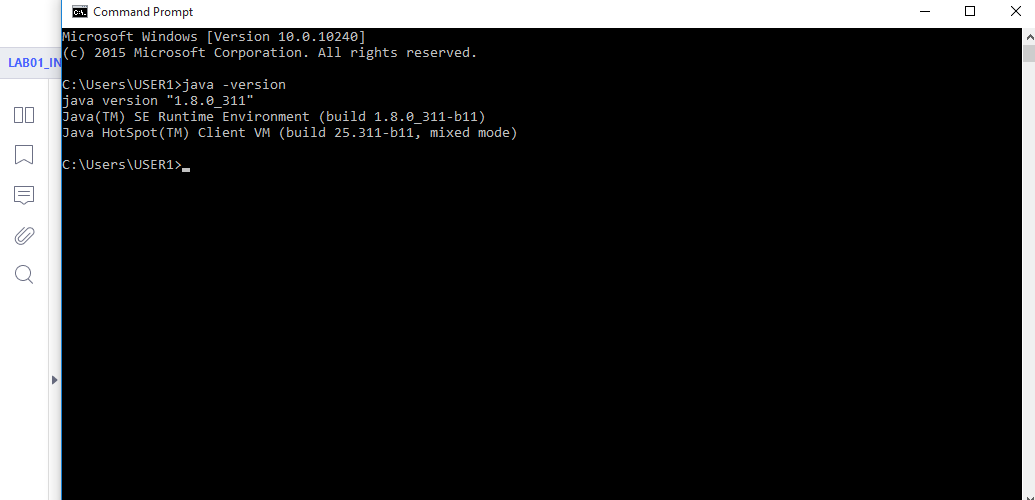 Command Prompt
Microsoft Windows [Version 10.0.10240]
(c) 2015 Microsoft Corporation. All rights reserved.
LAB01_IN
C:\Users\USER1>java -version
java version "1.8.0_311"
Java(TM) SE Runtime Environment (build 1.8.0_311-b11)
Java HotSpot(TM) Client VM (build 25.311-b11, mixed mode)
C:\Users\USER1>